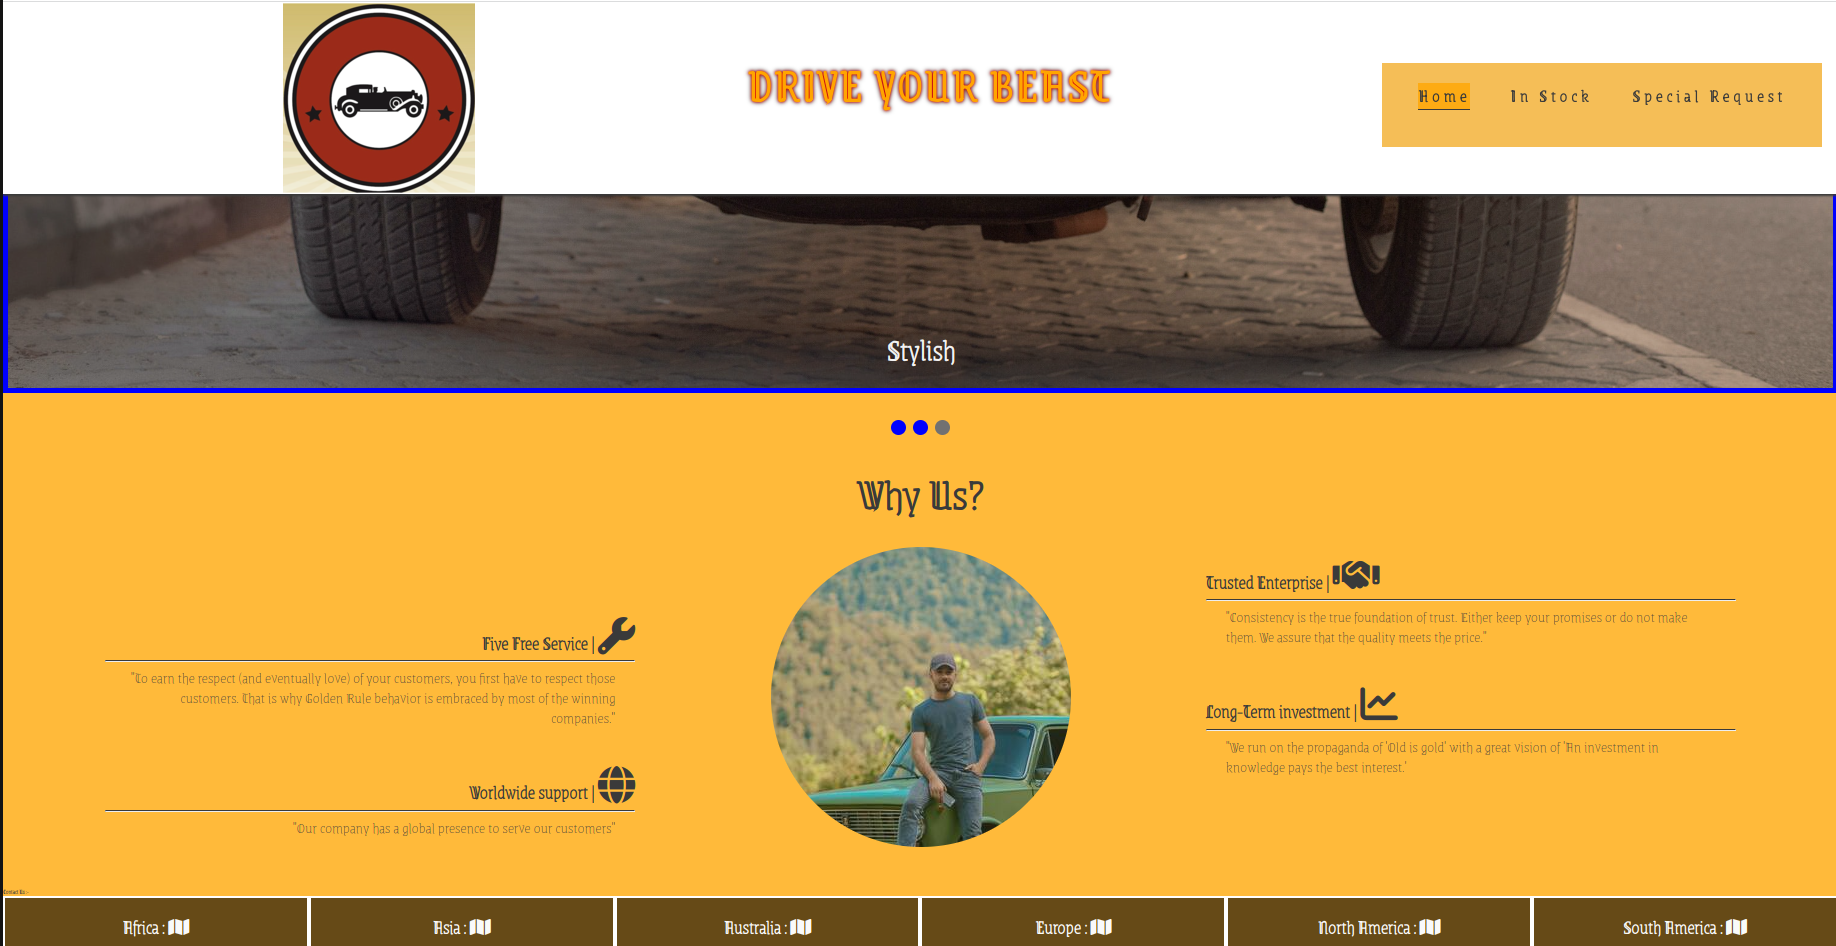 DRIVE YOUR BEAST
Home In Stock Special Request
Stylish
Why Us?
Five Free Service |
"To earn the respect (and eventually love) of your customers, you first have to respect those
customers. That is why Golden Rule behavior is embraced by most of the winning
companies."
Worldwide support |
"Our company has a global presence to serve our customers"
Trusted Enterprise |
"Consistency is the true foundation of trust. Either keep your promises or do not make
them. We assure that the quality meets the price."
Long-Term investment |
"We run on the propaganda of 'Old is gold' with a great vision of 'An investment in
knowledge pays the best interest.'
Contact Us :-
Africa :
Asia :
Australia :
Europe :
North America :
South America :